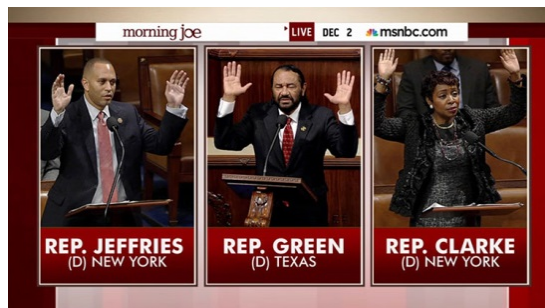 morning joe
LIVE DEC 2 msnbc.com
REP. JEFFRIES
(D) NEW YORK
REP. GREEN
(D) TEXAS
REP. CLARKE
(D) NEW YORK